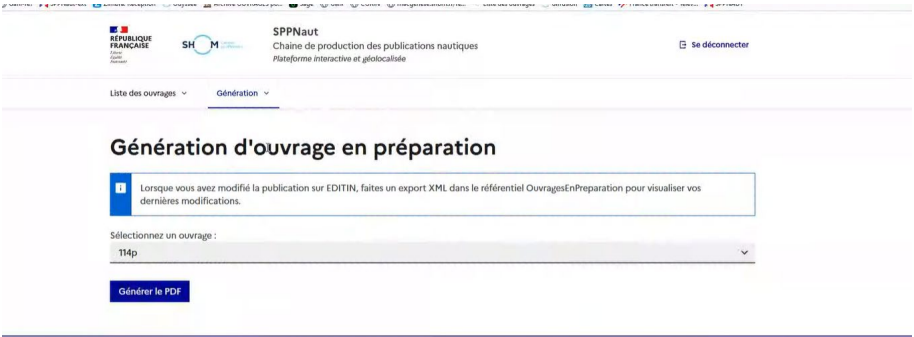 RÉPUBLIQUE
FRANÇAISE
SHOM
SPPNaut
Chaine de production des publications nautiques
Plateforme interactive et géolocalisée
Se déconnecter
Liste des ouvrages
Génération
Génération d'ouvrage en préparation
Lorsque vous avez modifié la publication sur EDITIN, faites un export XML dans le référentiel OuvragesEnPreparation pour visualiser vos
dernières modifications.
Sélectionnez un ouvrage :
114p
Générer le PDF